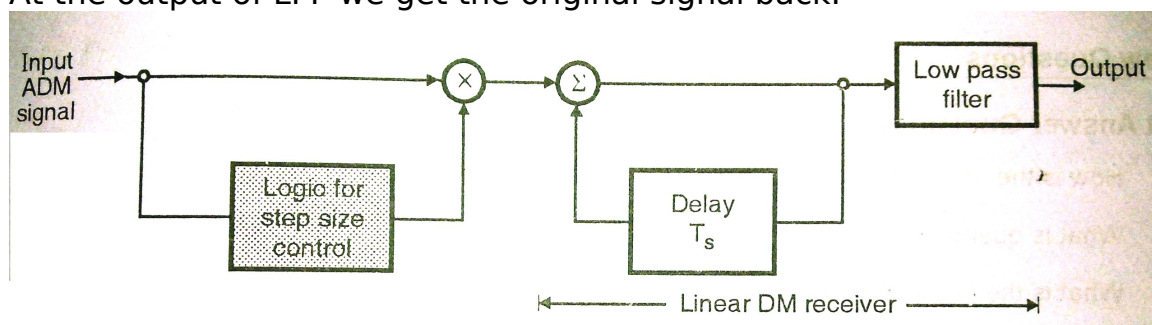 At the output of LPF we get the original signal back.
Input
ADM
signal
×
Σ
Low pass
filter
Output
Logic for
step size
control
Delay
Ts
Linear DM receiver